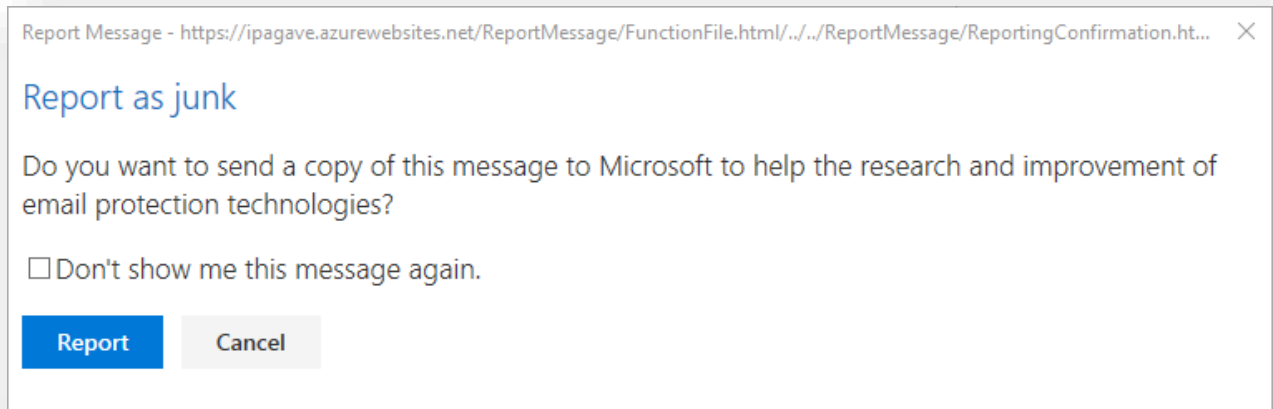 Report Message - https://ipagave.azurewebsites.net/ReportMessage/FunctionFile.html/../../ReportMessage/ReportingConfirmation.ht...
Report as junk
Do you want to send a copy of this message to Microsoft to help the research and improvement of
email protection technologies?
Don't show me this message again.
Report Cancel